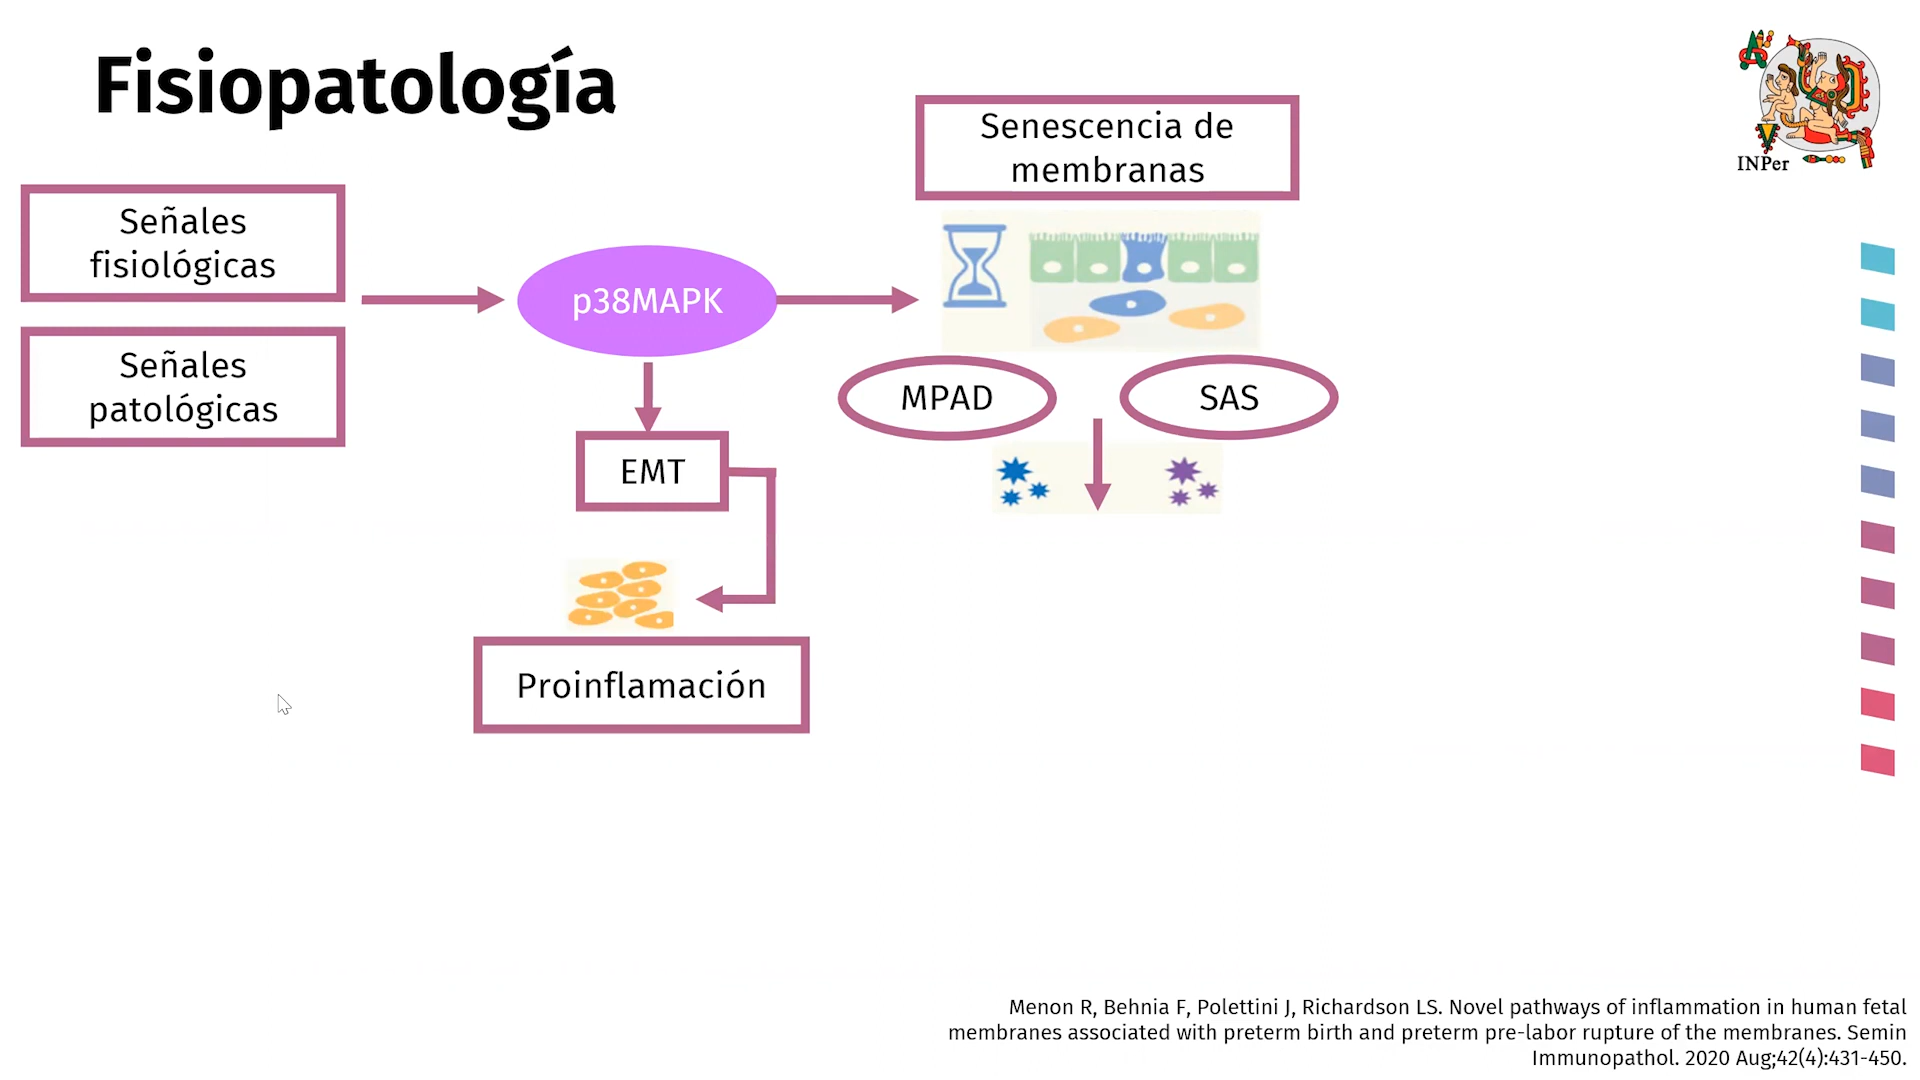 Fisiopatología
Señales
fisiológicas
Señales
patológicas
p38MAPK
EMT
Proinflamación
Senescencia de
membranas
MPAD
SAS
INPer
Menon R, Behnia F, Polettini J, Richardson LS. Novel pathways of inflammation in human fetal
membranes associated with preterm birth and preterm pre-labor rupture of the membranes. Semin
Immunopathol. 2020 Aug;42(4):431-450.